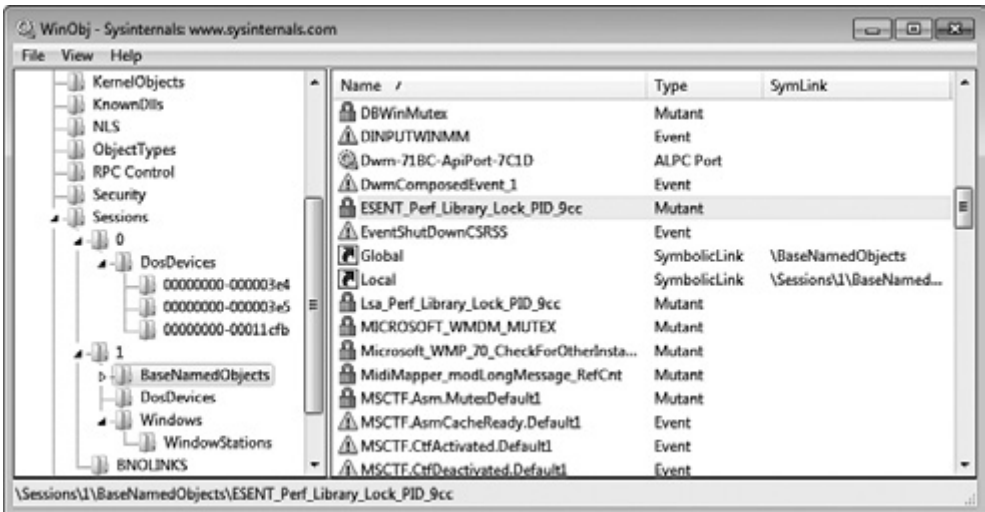 WinObj - Sysinternals: www.sysinternals.com
File View Help
KernelObjects
KnownDlls
NLS
ObjectTypes
RPC Control
Security
Sessions
0
DosDevices
00000000-000003e4
00000000-000003e5
00000000-00011cfb
1
BaseNamedObjects
DosDevices
Windows
WindowStations
BNOLINKS
Name Type SymLink
DBWinMutex Mutant
DINPUTWINMM Event
Dwm-71BC-ApiPort-7C1D ALPC Port
DwmComposedEvent_1 Event
ESENT_Perf_Library_Lock_PID_9cc Mutant
EventShutDownCSRSS Event
Global SymbolicLink \BaseNamedObjects
Local SymbolicLink \Sessions\1\BaseNamed...
Lsa_Perf_Library_Lock_PID_9cc Mutant
MICROSOFT_WMDM_MUTEX Mutant
Microsoft_WMP_70_CheckForOtherInsta... Mutant
MidiMapper_modLongMessage_RefCnt Mutant
MSCTF.Asm.MutexDefault1 Mutant
MSCTF.AsmCacheReady.Default1 Event
MSCTF.CtfActivated.Default1 Event
MSCTF.CtfDeactivated.Default1 Event
\Sessions\1\BaseNamedObjects\ESENT_Perf_Library_Lock_PID_9cc